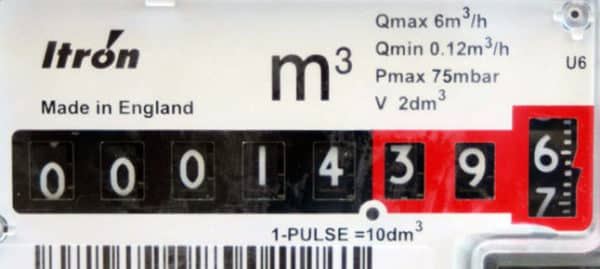 Itrón
Made in England
m³
Qmax 6m³/h
Qmin 0.12m³/h
Pmax 75mbar
V 2dm³
U6
0 0 0 1 4 3 9 6
7
1-PULSE =10dm³